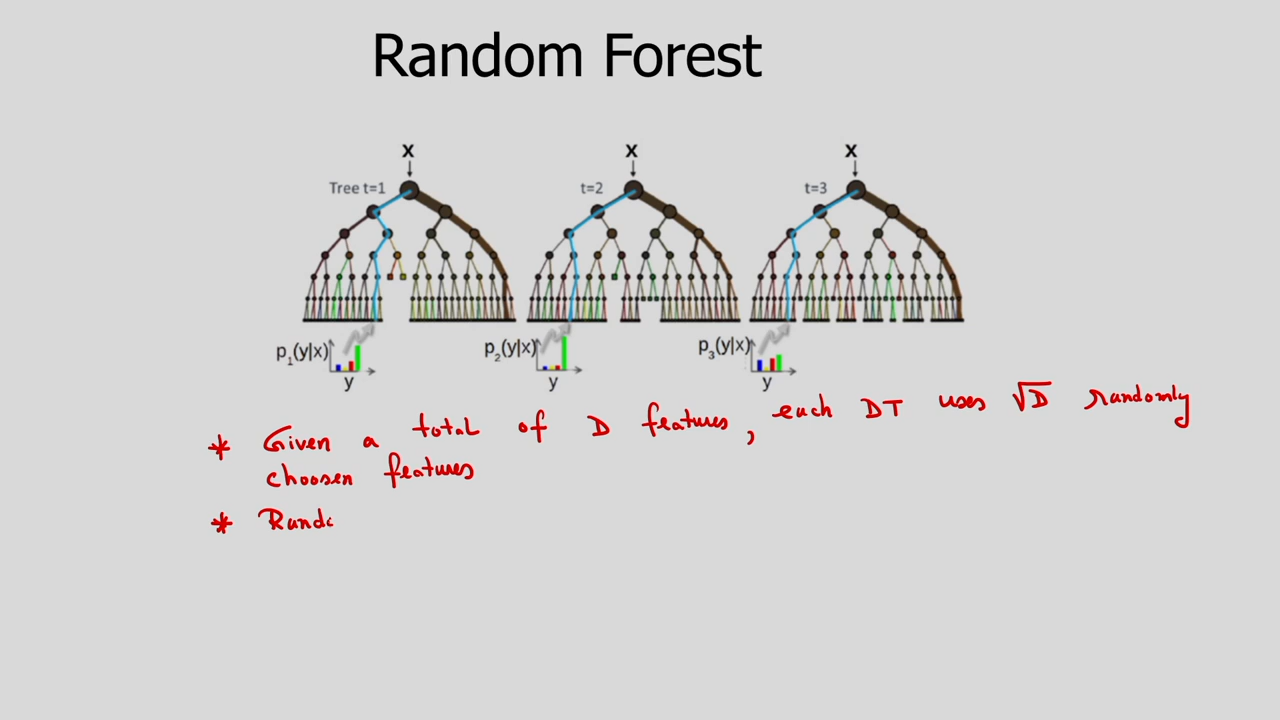 Random Forest
x x x
Tree t=1 t=2 t=3
p₁(y|x) p₂(y|x) p₃(y|x)
y y y
* Given a total of D features, each DT uses √D randomly
choosen features
* Rando